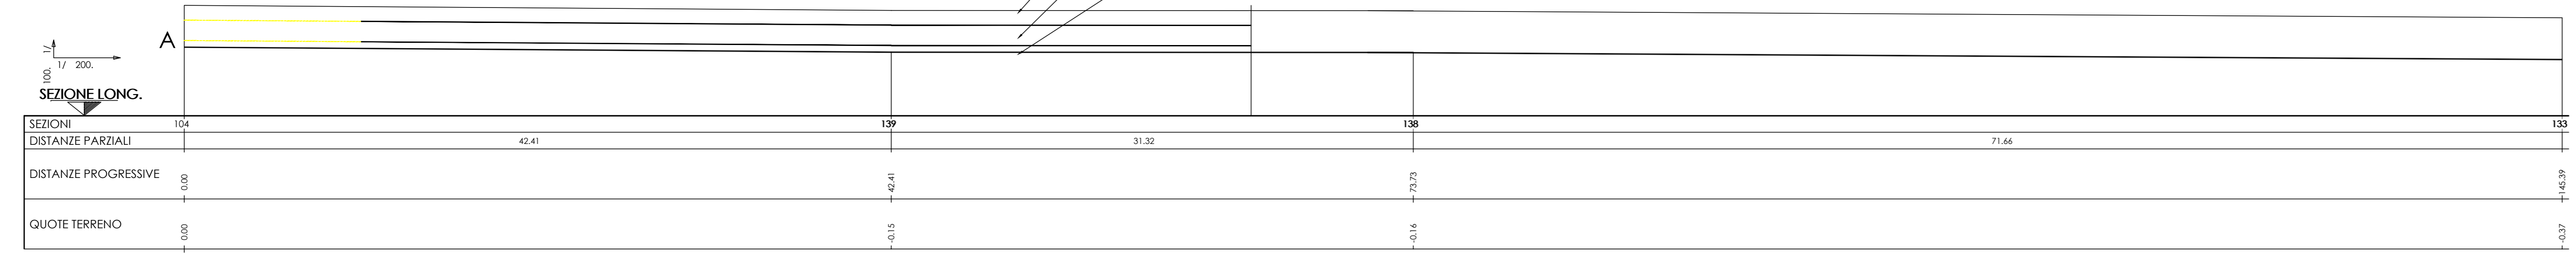 A
1/ 100.
1/ 200.
SEZIONE LONG.
SEZIONI 104 139 138 133
DISTANZE PARZIALI 42.41 31.32 71.66
DISTANZE PROGRESSIVE 0.00 42.41 73.73 145.39
QUOTE TERRENO 0.00 -0.15 -0.16 -0.37